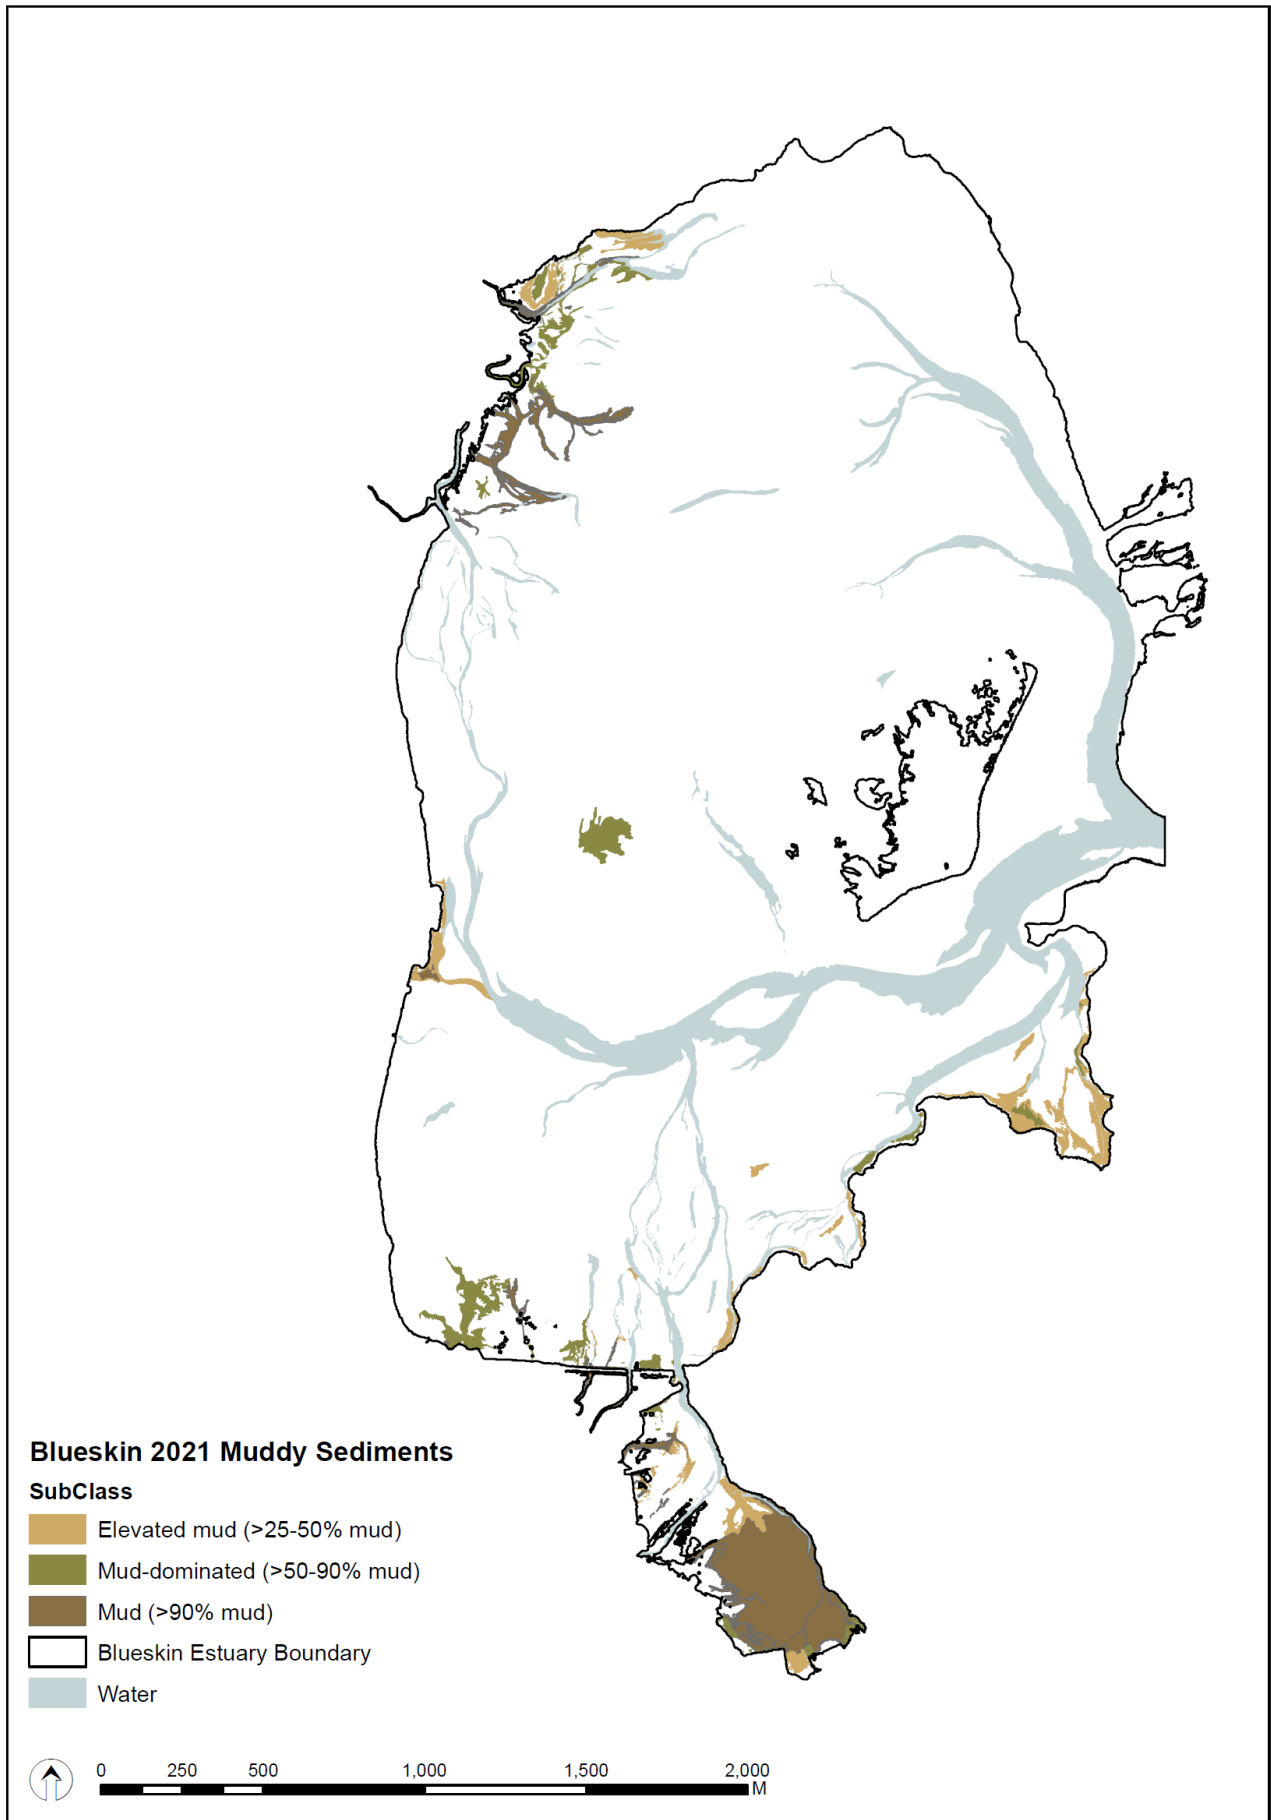 Blueskin 2021 Muddy Sediments
SubClass
Elevated mud (>25-50% mud)
Mud-dominated (>50-90% mud)
Mud (>90% mud)
Blueskin Estuary Boundary
Water
0 250 500 1,000 1,500 2,000
M